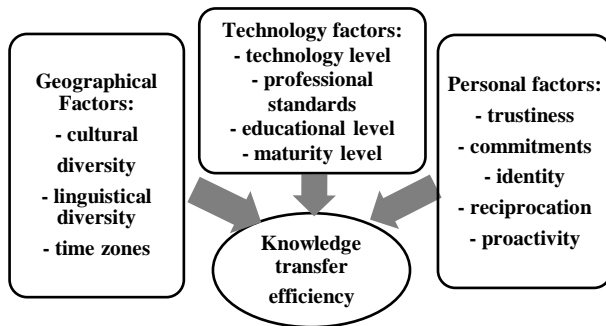 Geographical
Factors:
- cultural
diversity
- linguistical
diversity
- time zones
Technology factors:
- technology level
- professional
standards
- educational level
- maturity level
Personal factors:
- trustiness
- commitments
- identity
- reciprocation
- proactivity
Knowledge
transfer
efficiency